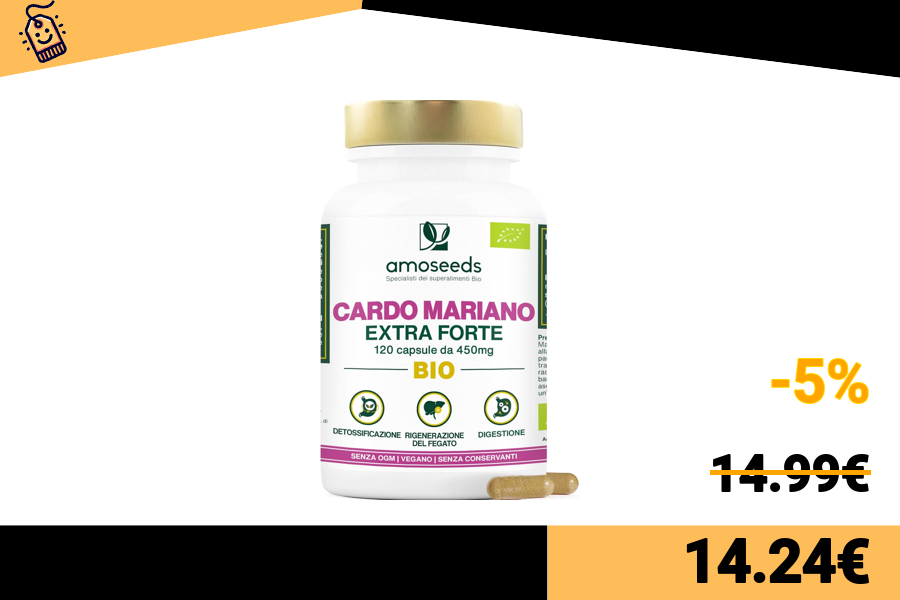 amoseeds
Specialisti dei superalimenti Bio
CARDO MARIANO
EXTRA FORTE
120 capsule da 450mg
BIO
DETOSSIFICAZIONE
RIGENERAZIONE
DEL FEGATO
DIGESTIONE
SENZA OGM | VEGANO | SENZA CONSERVANTI
-5%
14.99€
14.24€